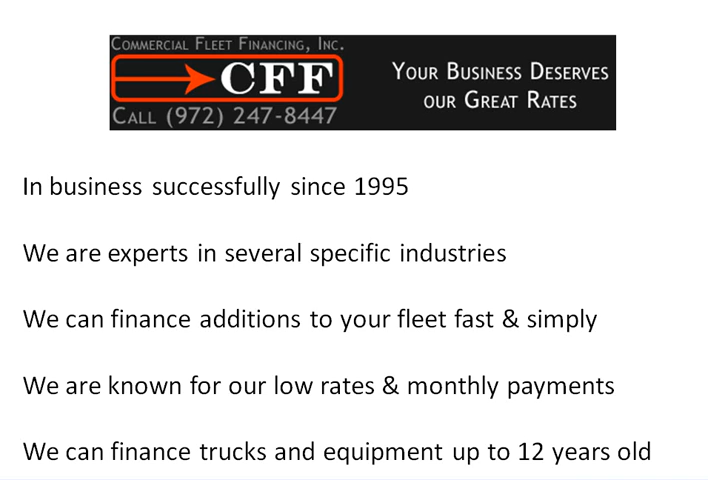 Commercial Fleet Financing, Inc.
CFF
Call (972) 247-8447
Your Business Deserves
our Great Rates
In business successfully since 1995
We are experts in several specific industries
We can finance additions to your fleet fast & simply
We are known for our low rates & monthly payments
We can finance trucks and equipment up to 12 years old